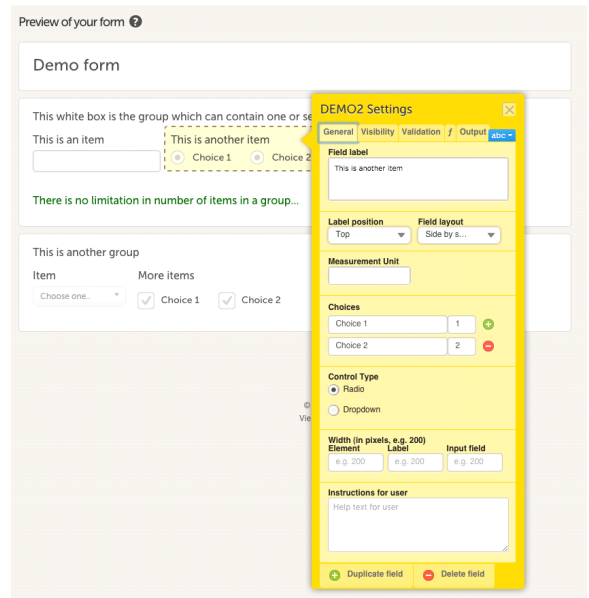 Preview of your form ?
Demo form
This white box is the group which can contain one or se
This is an item
This is another item
Choice 1
Choice 2
There is no limitation in number of items in a group...
This is another group
Item
More items
Choose one..
Choice 1
Choice 2
©
Vie
DEMO2 Settings
General Visibility Validation ƒ Output abc
Field label
This is another item
Label position Field layout
Top Side by s...
Measurement Unit
Choices
Choice 1 1
Choice 2 2
Control Type
Radio
Dropdown
Width (in pixels, e.g. 200)
Element Label Input field
e.g. 200 e.g. 200 e.g. 200
Instructions for user
Help text for user
Duplicate field Delete field